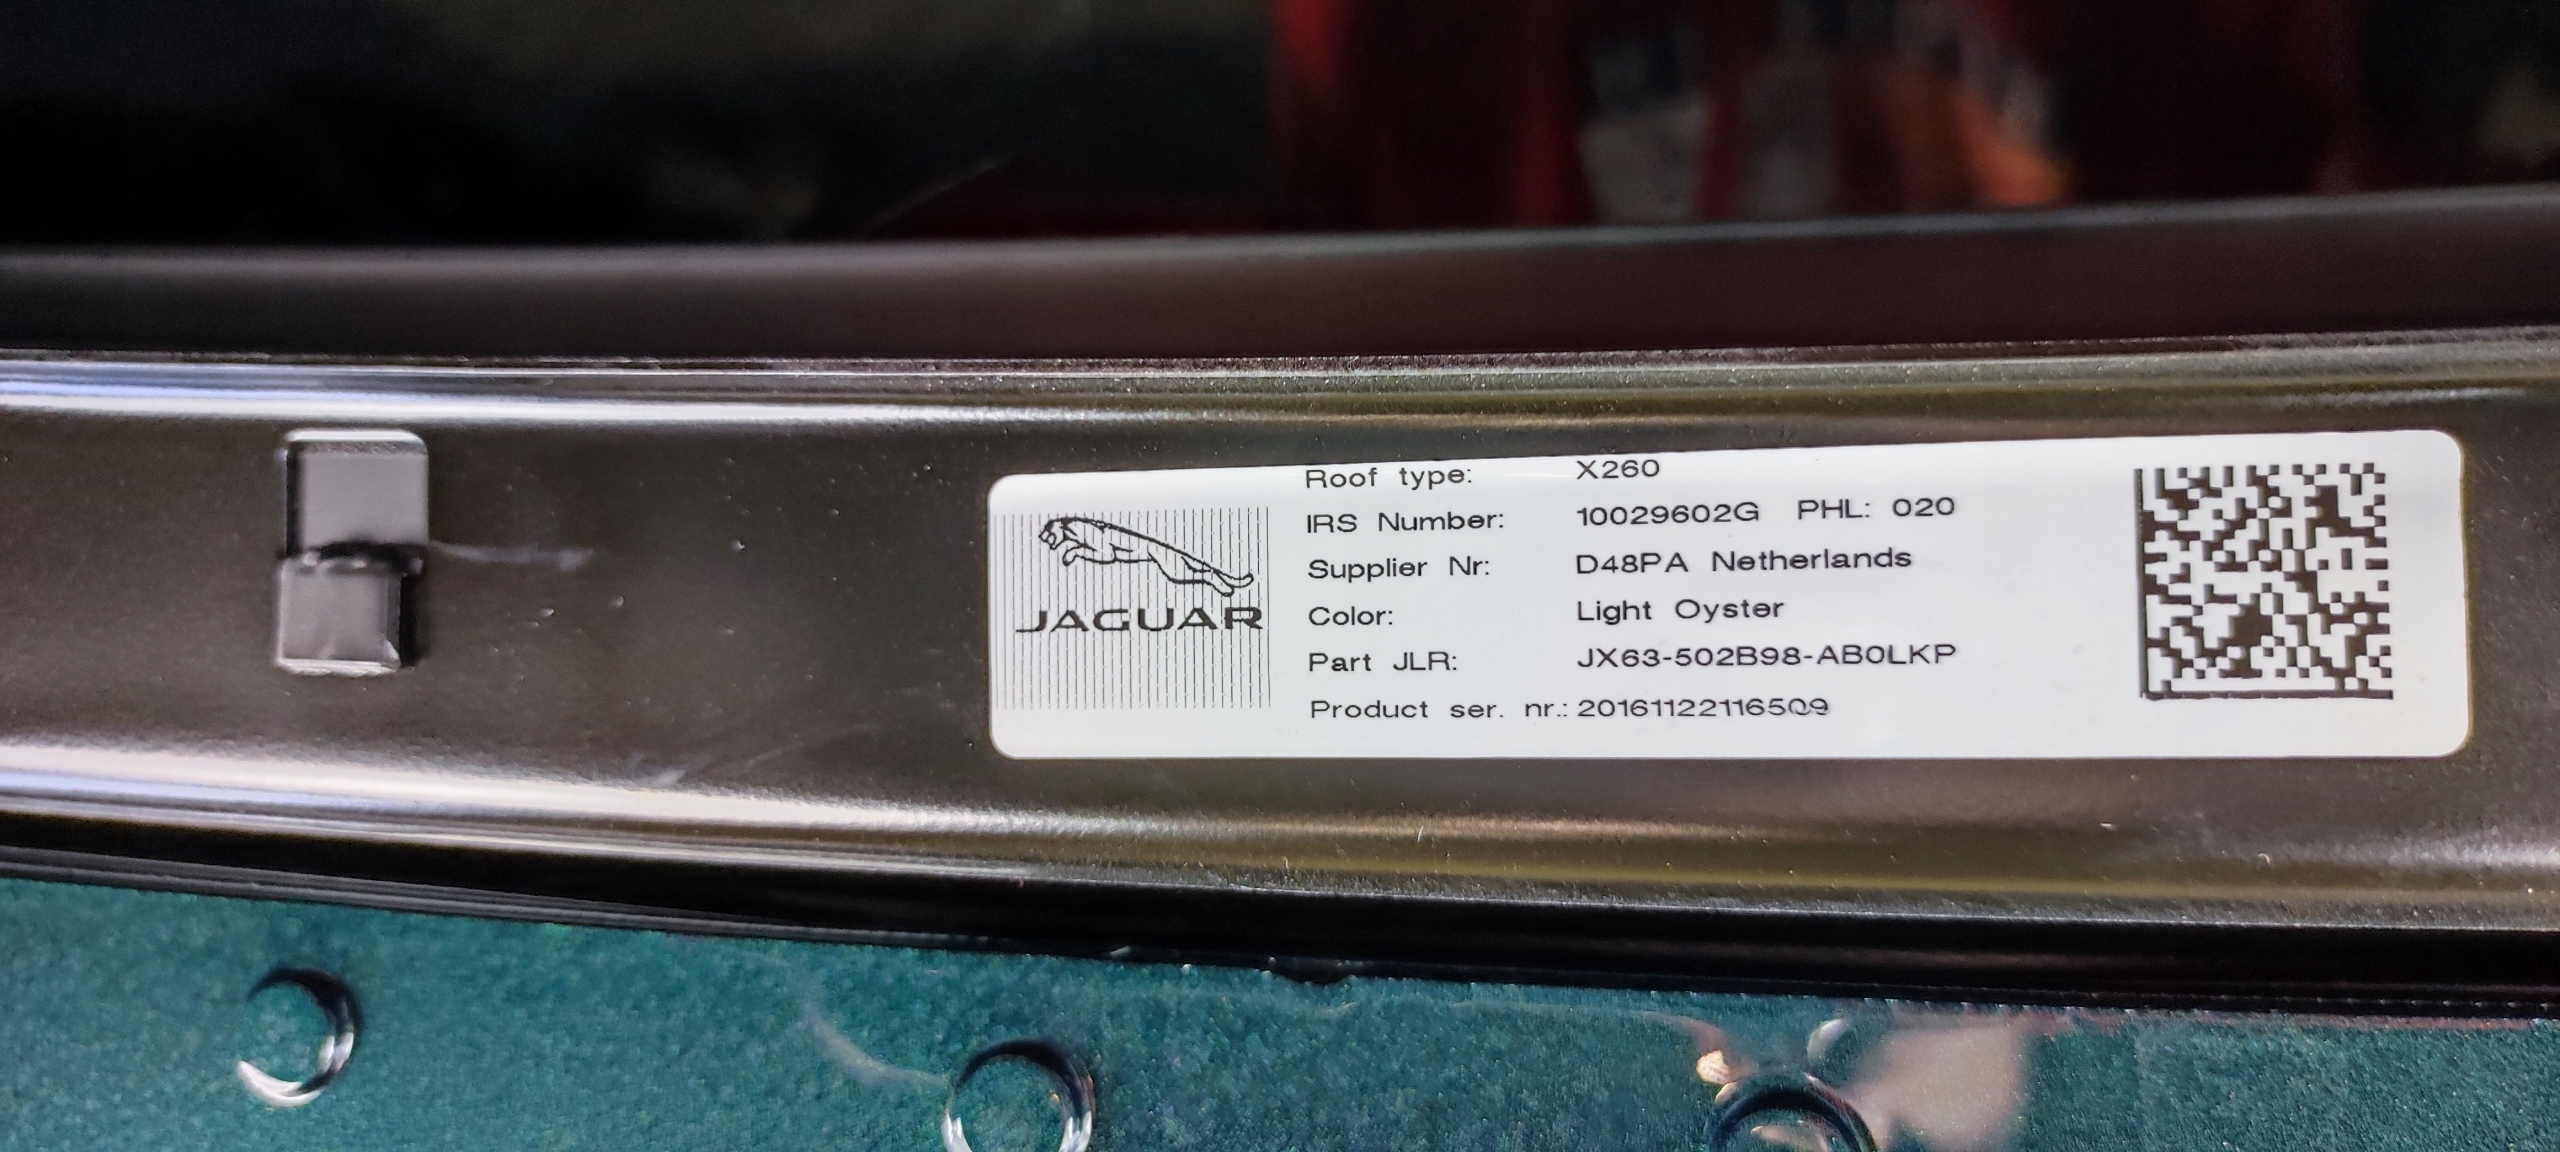 Roof type: X260
IRS Number: 10029602G PHL: 020
Supplier Nr: D48PA Netherlands
Color: Light Oyster
Part JLR: JX63-502B98-AB0LKP
Product ser. nr.: 20161122116509
JAGUAR